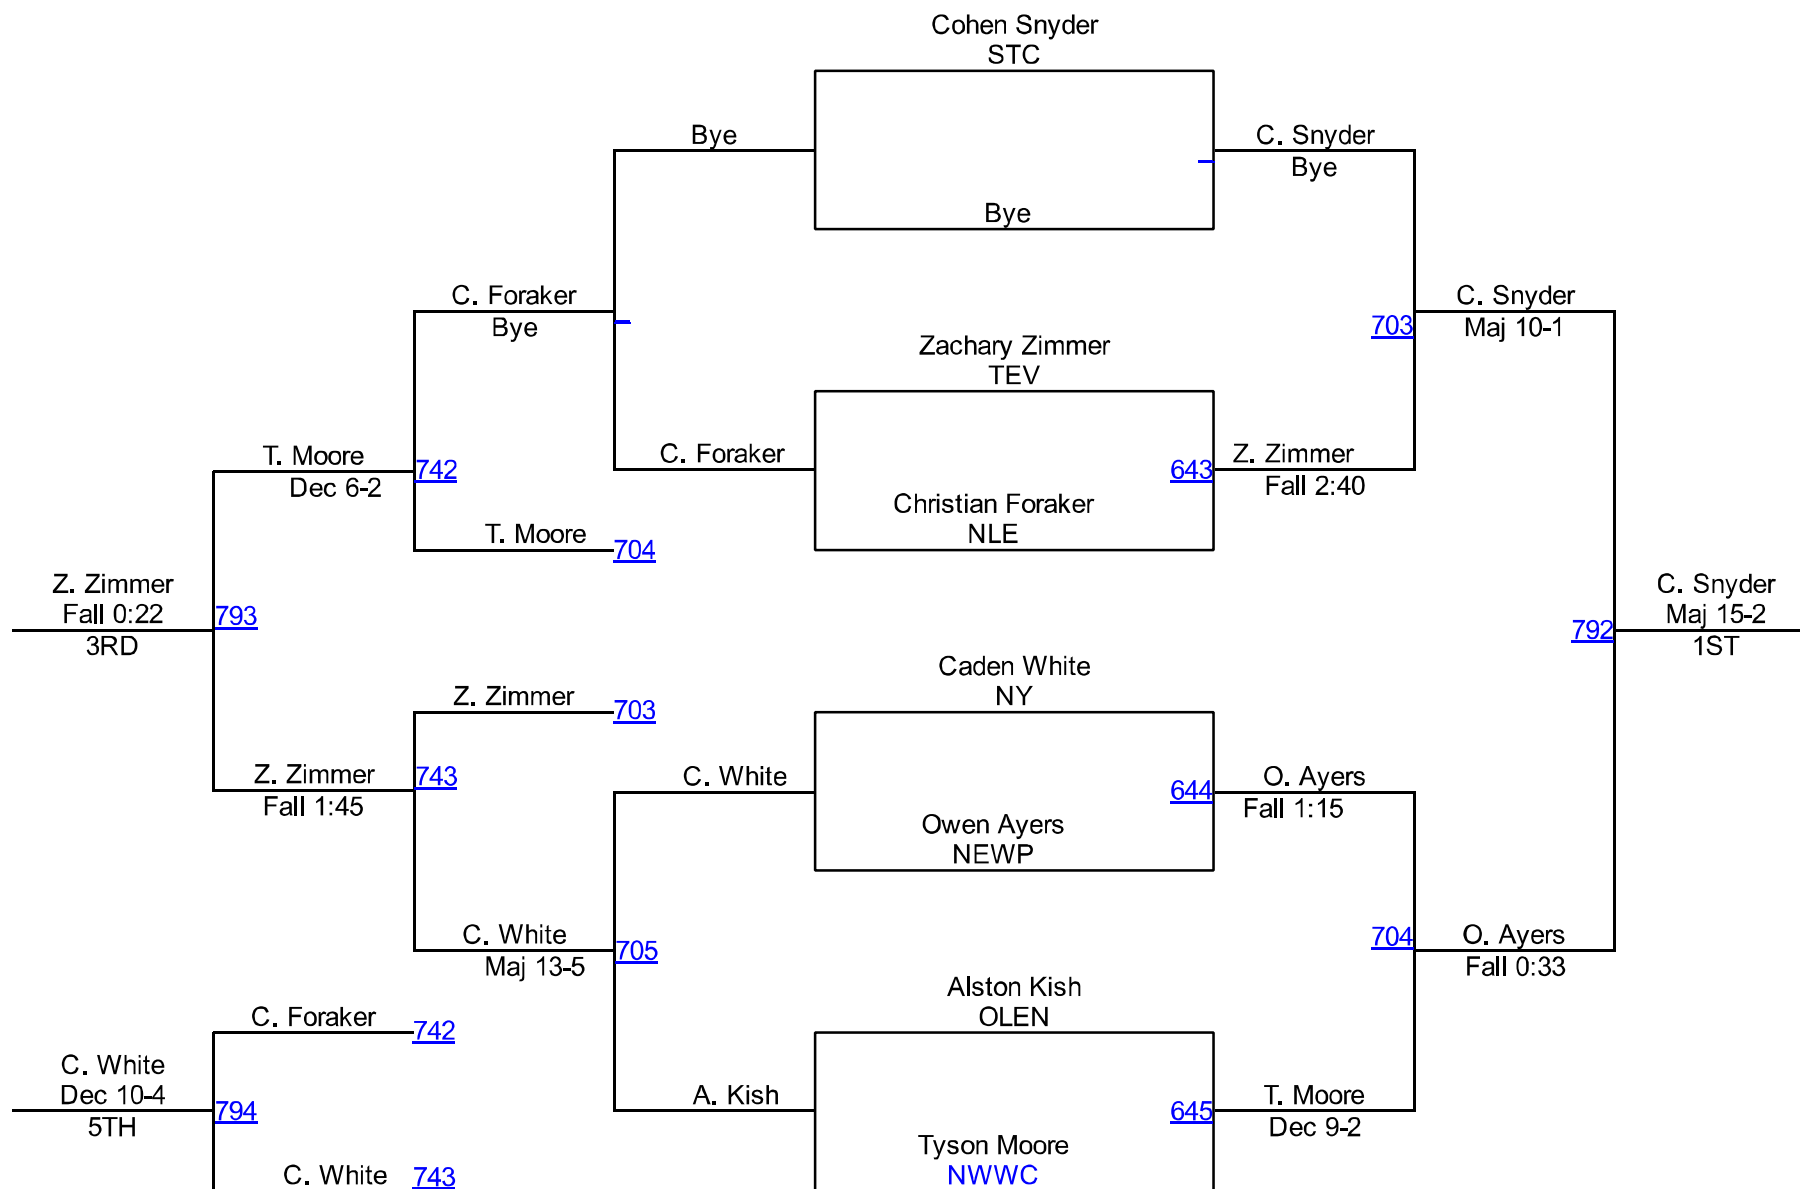 Cohen Snyder
STC
Bye
C. Snyder
Bye
Bye
C. Foraker
Bye
C. Snyder
Maj 10-1
703
Zachary Zimmer
TEV
T. Moore
Dec 6-2
742
C. Foraker
643
Z. Zimmer
Fall 2:40
Christian Foraker
NLE
T. Moore
704
Z. Zimmer
Fall 0:22
3RD
793
C. Snyder
Maj 15-2
1ST
792
Caden White
NY
Z. Zimmer
703
Z. Zimmer
Fall 1:45
743
C. White
644
O. Ayers
Fall 1:15
Owen Ayers
NEWP
C. White
Maj 13-5
705
704
O. Ayers
Fall 0:33
Alston Kish
OLEN
C. Foraker
742
C. White
Dec 10-4
5TH
794
A. Kish
645
T. Moore
Dec 9-2
Tyson Moore
NWWC
C. White
743